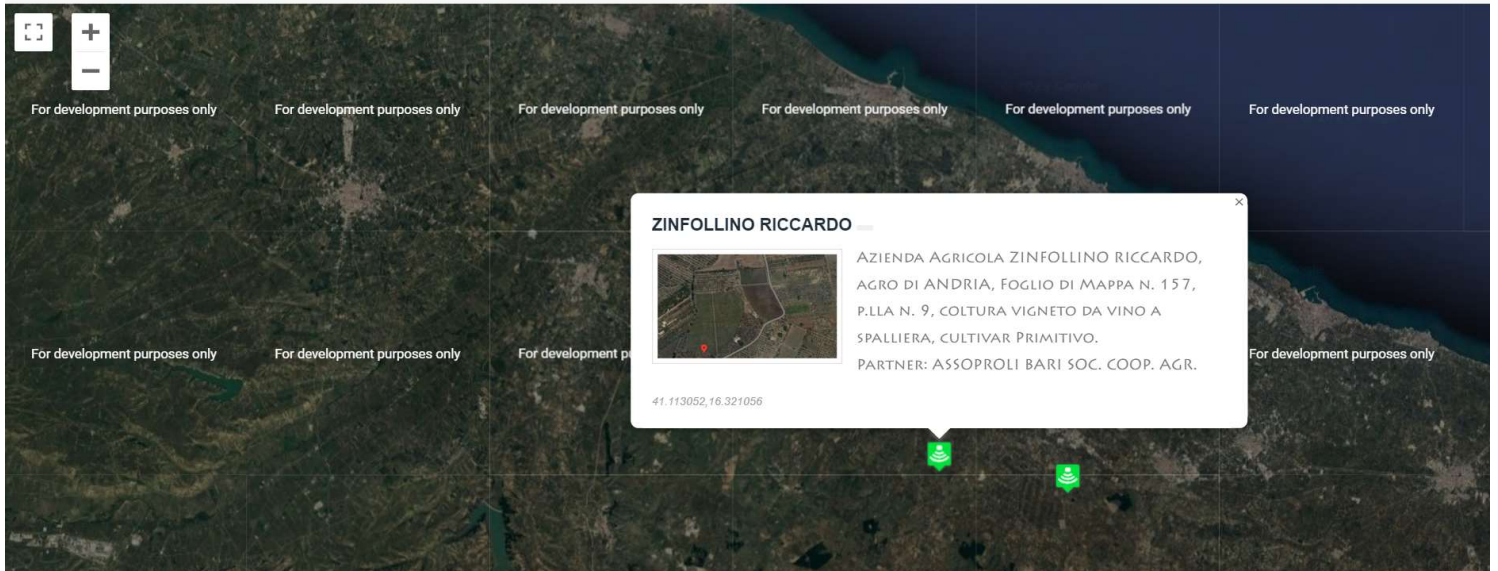 +
−
For development purposes only For development purposes only For development purposes only For development purposes only For development purposes only For development purposes only
×
ZINFOLLINO RICCARDO
Azienda Agricola ZINFOLLINO RICCARDO,
agro di ANDRIA, Foglio di Mappa n. 157,
p.lla n. 9, coltura vigneto da vino a
spalliera, cultivar Primitivo.
Partner: ASSOPROLI BARI SOC. COOP. AGR.
41.113052,16.321056
For development purposes only For development purposes only For development pu For development purposes only